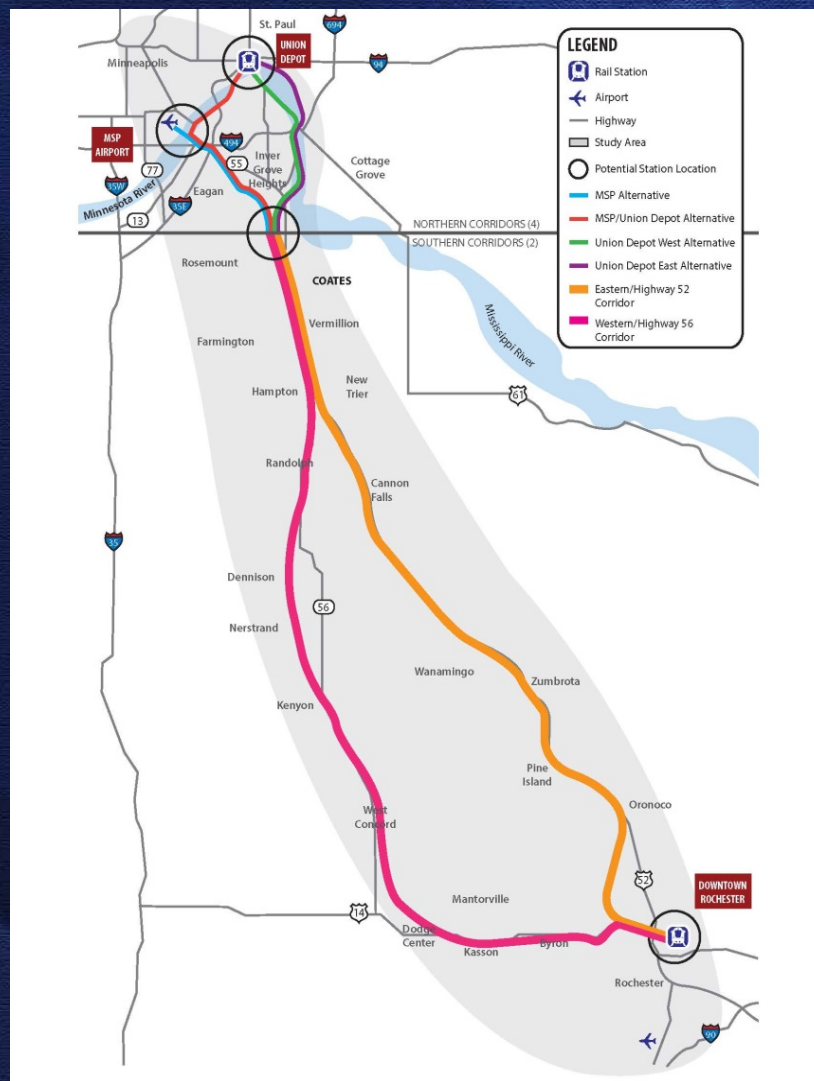 St. Paul
694
UNION
DEPOT
Minneapolis
94
MSP
AIRPORT
494
55
77
Inver
Grove
Heights
Cottage
Grove
35W
Minnesota River
Eagan
35E
13
NORTHERN CORRIDORS (4)
SOUTHERN CORRIDORS (2)
LEGEND
Rail Station
Airport
Highway
Study Area
Potential Station Location
MSP Alternative
MSP/Union Depot Alternative
Union Depot West Alternative
Union Depot East Alternative
Eastern/Highway 52
Corridor
Western/Highway 56
Corridor
Rosemount
COATES
Vermillion
Mississippi River
Farmington
New
Trier
Hampton
61
Randolph
Cannon
Falls
35
Dennison
56
Nerstrand
Wanamingo
Zumbrota
Kenyon
Pine
Island
West
Concord
Oronoco
52
DOWNTOWN
ROCHESTER
Mantorville
14
Dodge
Center
Kasson
Byron
Rochester
90